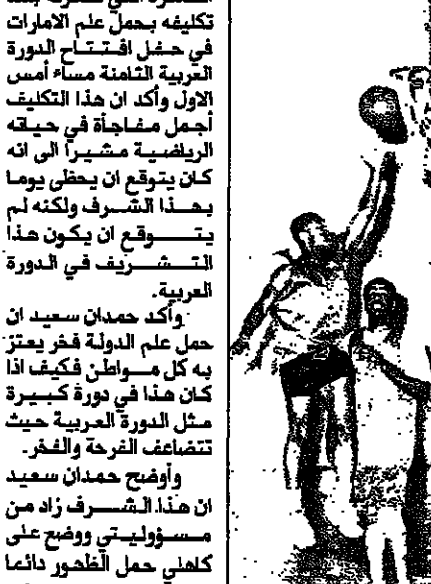 تكليفه بحمل علم الامارات
في حفل افتتاح الدورة
العربية الثامنة مساء أمس
الاول وأكد ان هذا التكليف
أجمل مفاجأة في حياته
الرياضية مشيرا الى انه
كان يتوقع ان يحظى يوما
بهذا الشرف ولكنه لم
يتوقع ان يكون هذا
التشريف في الدورة
العربية.
وأكد حمدان سعيد ان
حمل علم الدولة فخر يعتز
به كل مواطن فكيف اذا
كان هذا في دورة كبيرة
مثل الدورة العربية حيث
تتضاعف الفرحة والفخر.
وأوضح حمدان سعيد
ان هذا الشرف زاد من
مسؤوليتي ووضع على
كاهلي حمل الظهور دائما